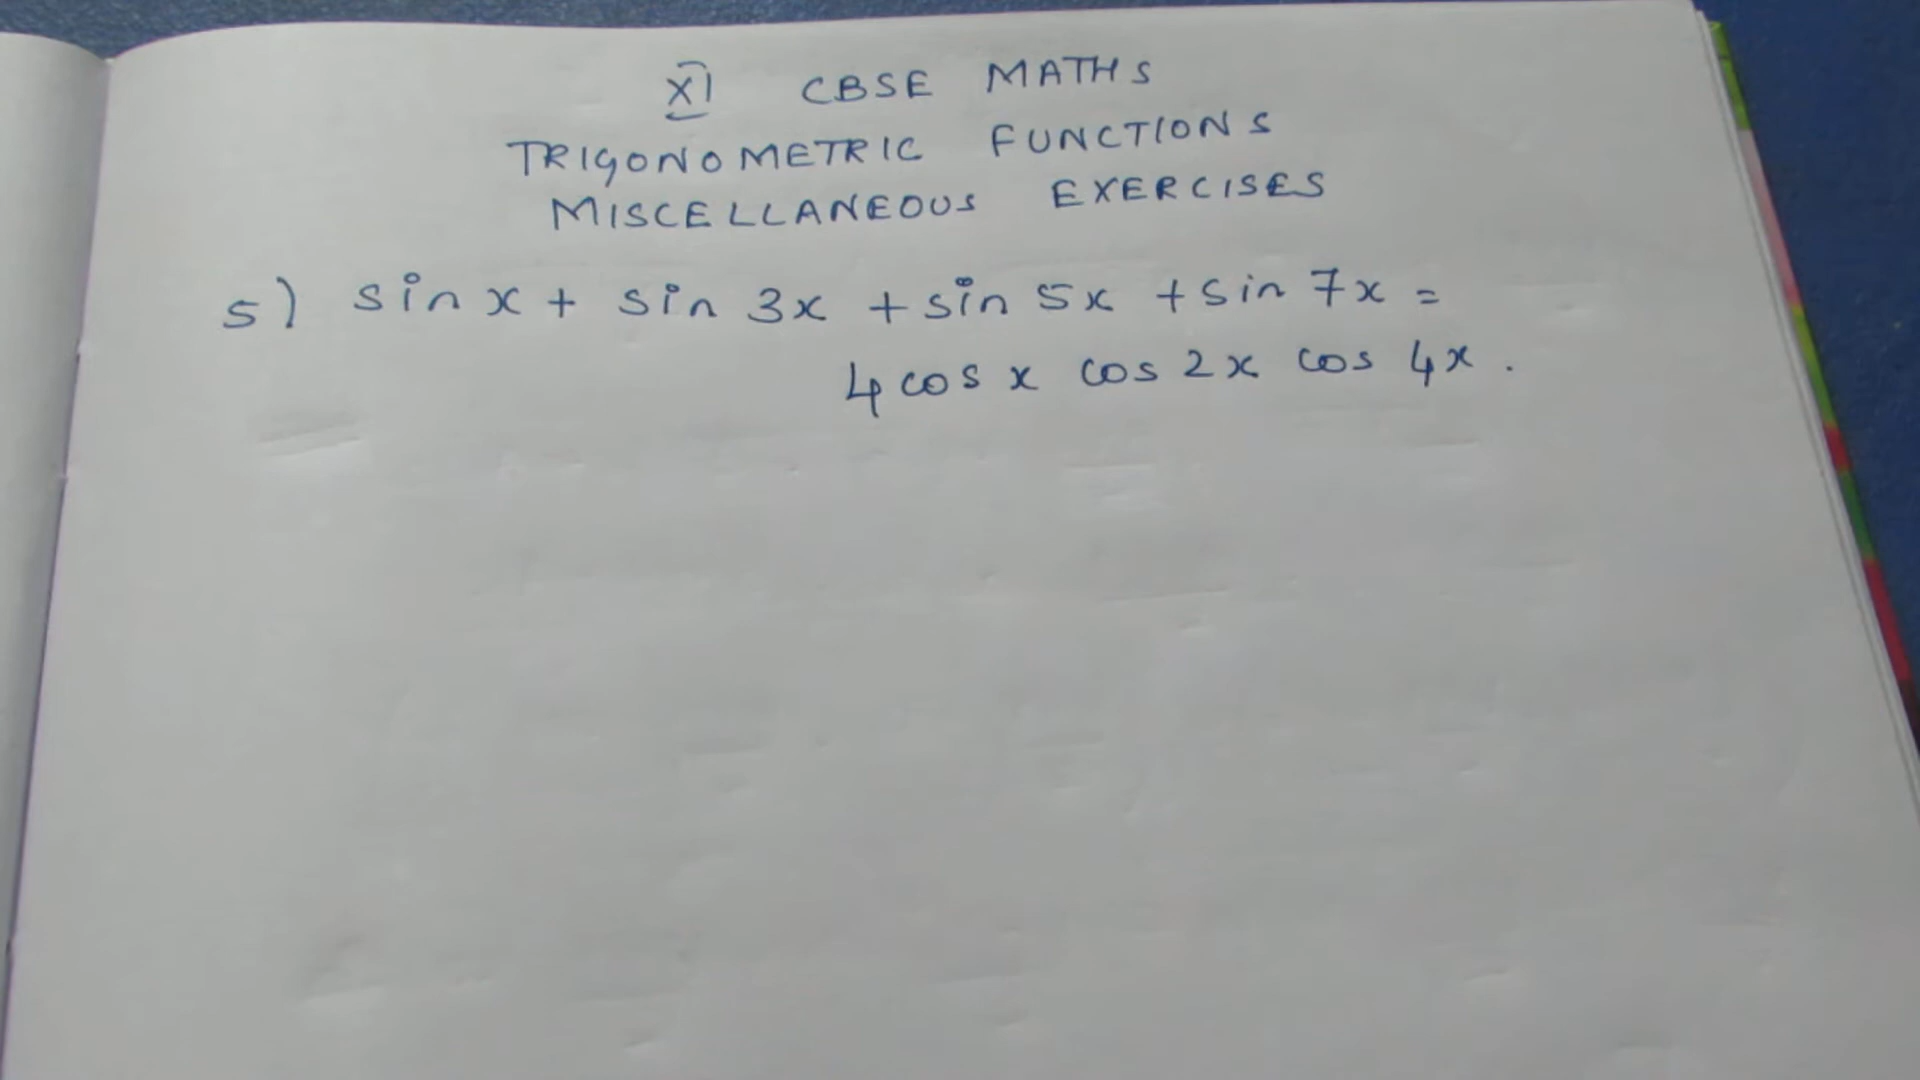 XI CBSE MATHS
TRIGONOMETRIC FUNCTIONS
MISCELLANEOUS EXERCISES
5) sin x + sin 3x + sin 5x + sin 7x =
4 cos x cos 2x cos 4x.